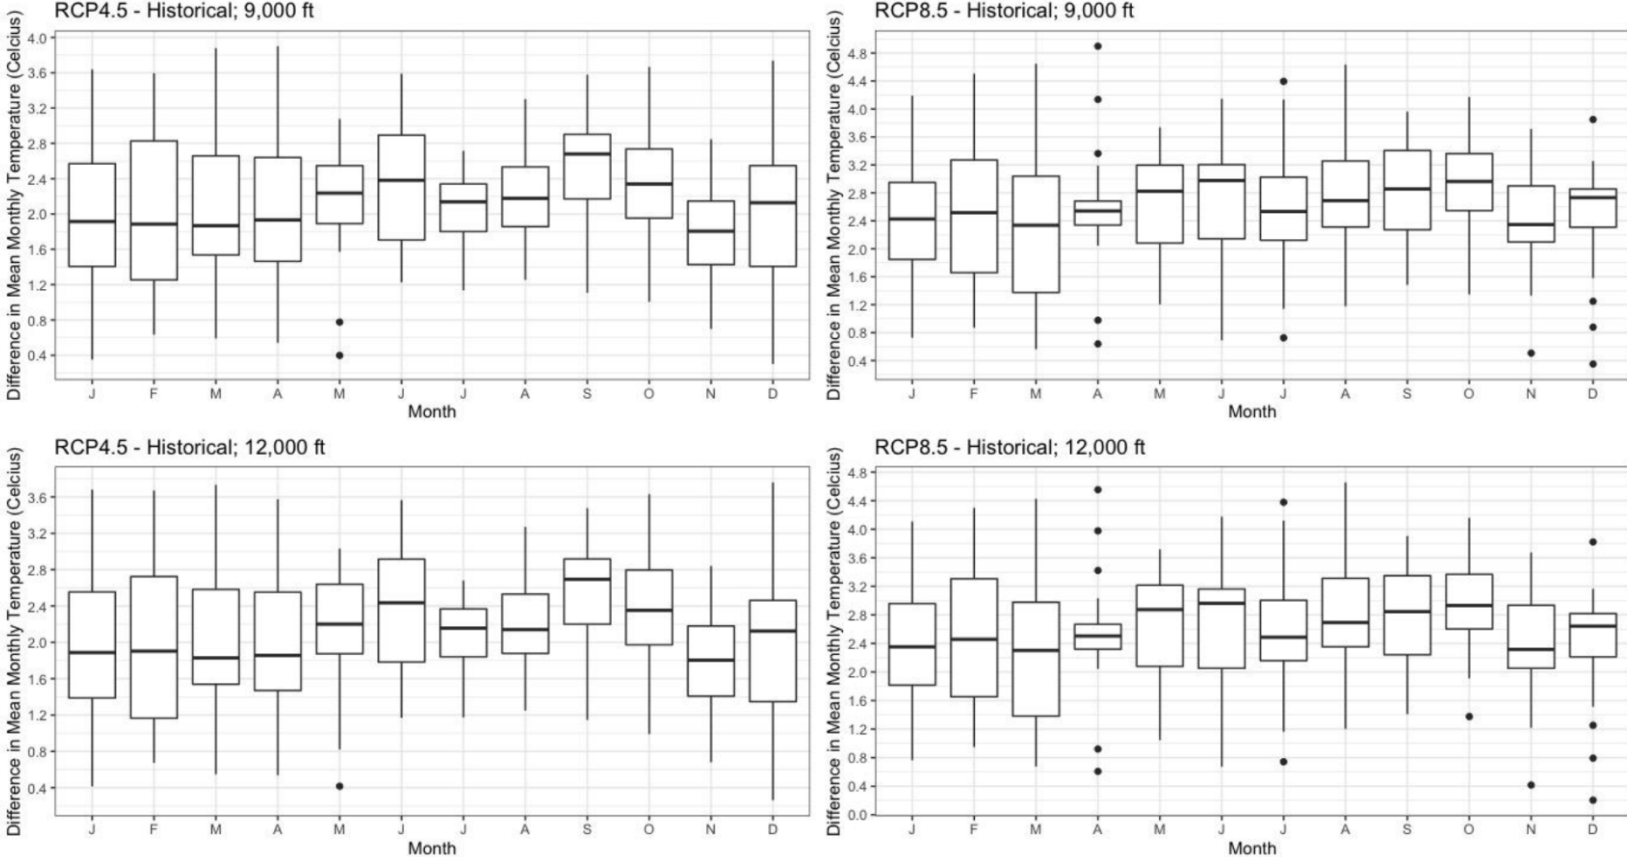 RCP4.5 - Historical; 9,000 ft
Difference in Mean Monthly Temperature (Celcius)
4.0
3.6
3.2
2.8
2.4
2.0
1.6
1.2
0.8
0.4
J F M A M J J A S O N D
Month
RCP8.5 - Historical; 9,000 ft
Difference in Mean Monthly Temperature (Celcius)
4.8
4.4
4.0
3.6
3.2
2.8
2.4
2.0
1.6
1.2
0.8
0.4
J F M A M J J A S O N D
Month
RCP4.5 - Historical; 12,000 ft
Difference in Mean Monthly Temperature (Celcius)
3.6
3.2
2.8
2.4
2.0
1.6
1.2
0.8
0.4
J F M A M J J A S O N D
Month
RCP8.5 - Historical; 12,000 ft
Difference in Mean Monthly Temperature (Celcius)
4.8
4.4
4.0
3.6
3.2
2.8
2.4
2.0
1.6
1.2
0.8
0.4
0.0
J F M A M J J A S O N D
Month